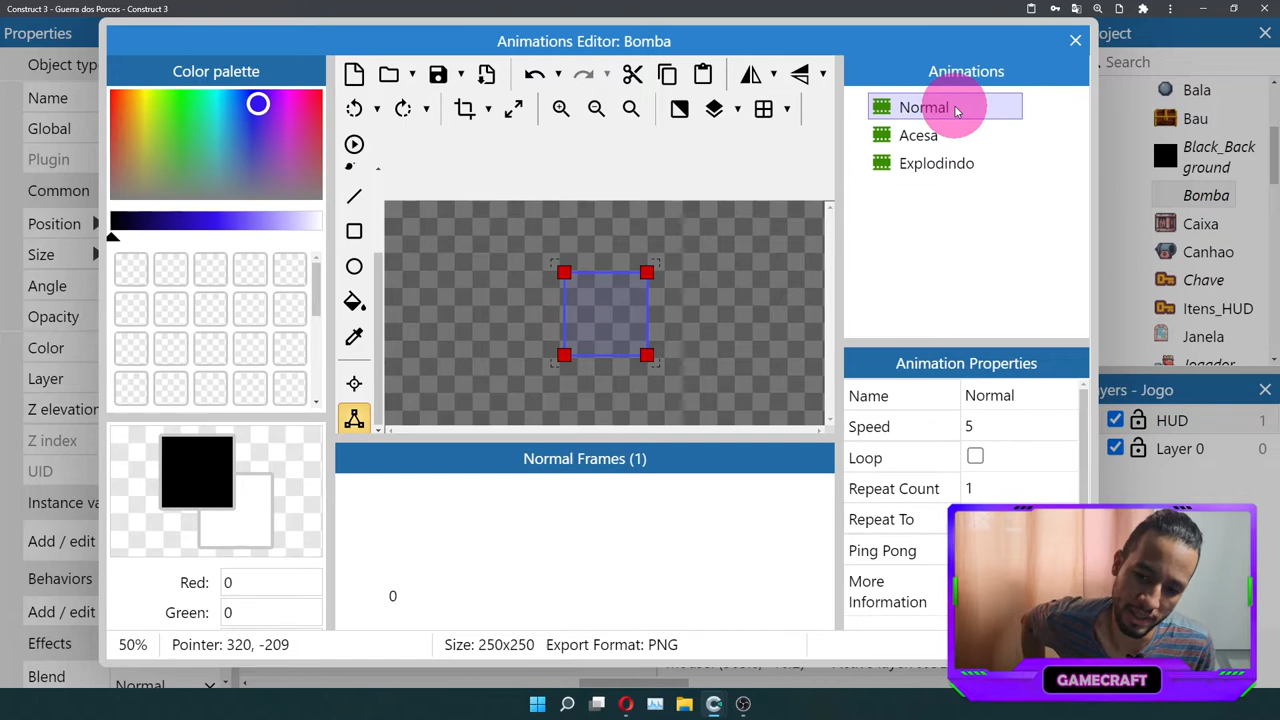 Construct 3 - Guerra dos Porcos - Construct 3
Properties
Object type
Name
Global
Plugin
Common
Position
Size
Angle
Opacity
Color
Layer
Z elevation
Z index
UID
Instance va
Add / edit
Behaviors
Add / edit
Effects
Blend
Normal
Animations Editor: Bomba
Color palette
Red: 0
Green: 0
50%
Pointer: 320, -209
Size: 250x250
Export Format: PNG
Normal Frames (1)
0
Animations
Normal
Acesa
Explodindo
Animation Properties
Name Normal
Speed 5
Loop
Repeat Count 1
Repeat To
Ping Pong
More
Information
oject
Search
Bala
Bau
Black_Back
ground
Bomba
Caixa
Canhao
Chave
Itens_HUD
Janela
yers - Jogo
HUD 1
Layer 0 0
GAMECRAFT